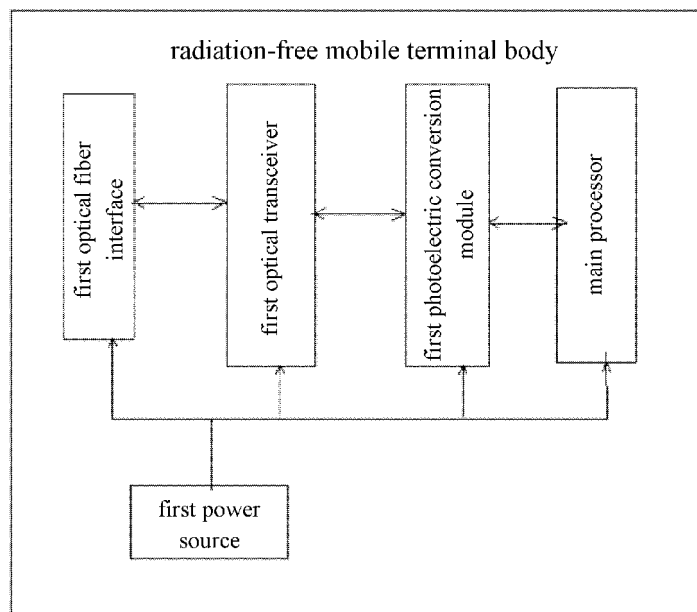 radiation-free mobile terminal body
first optical fiber
interface
first optical transceiver
first photoelectric conversion
module
main processor
first power
source